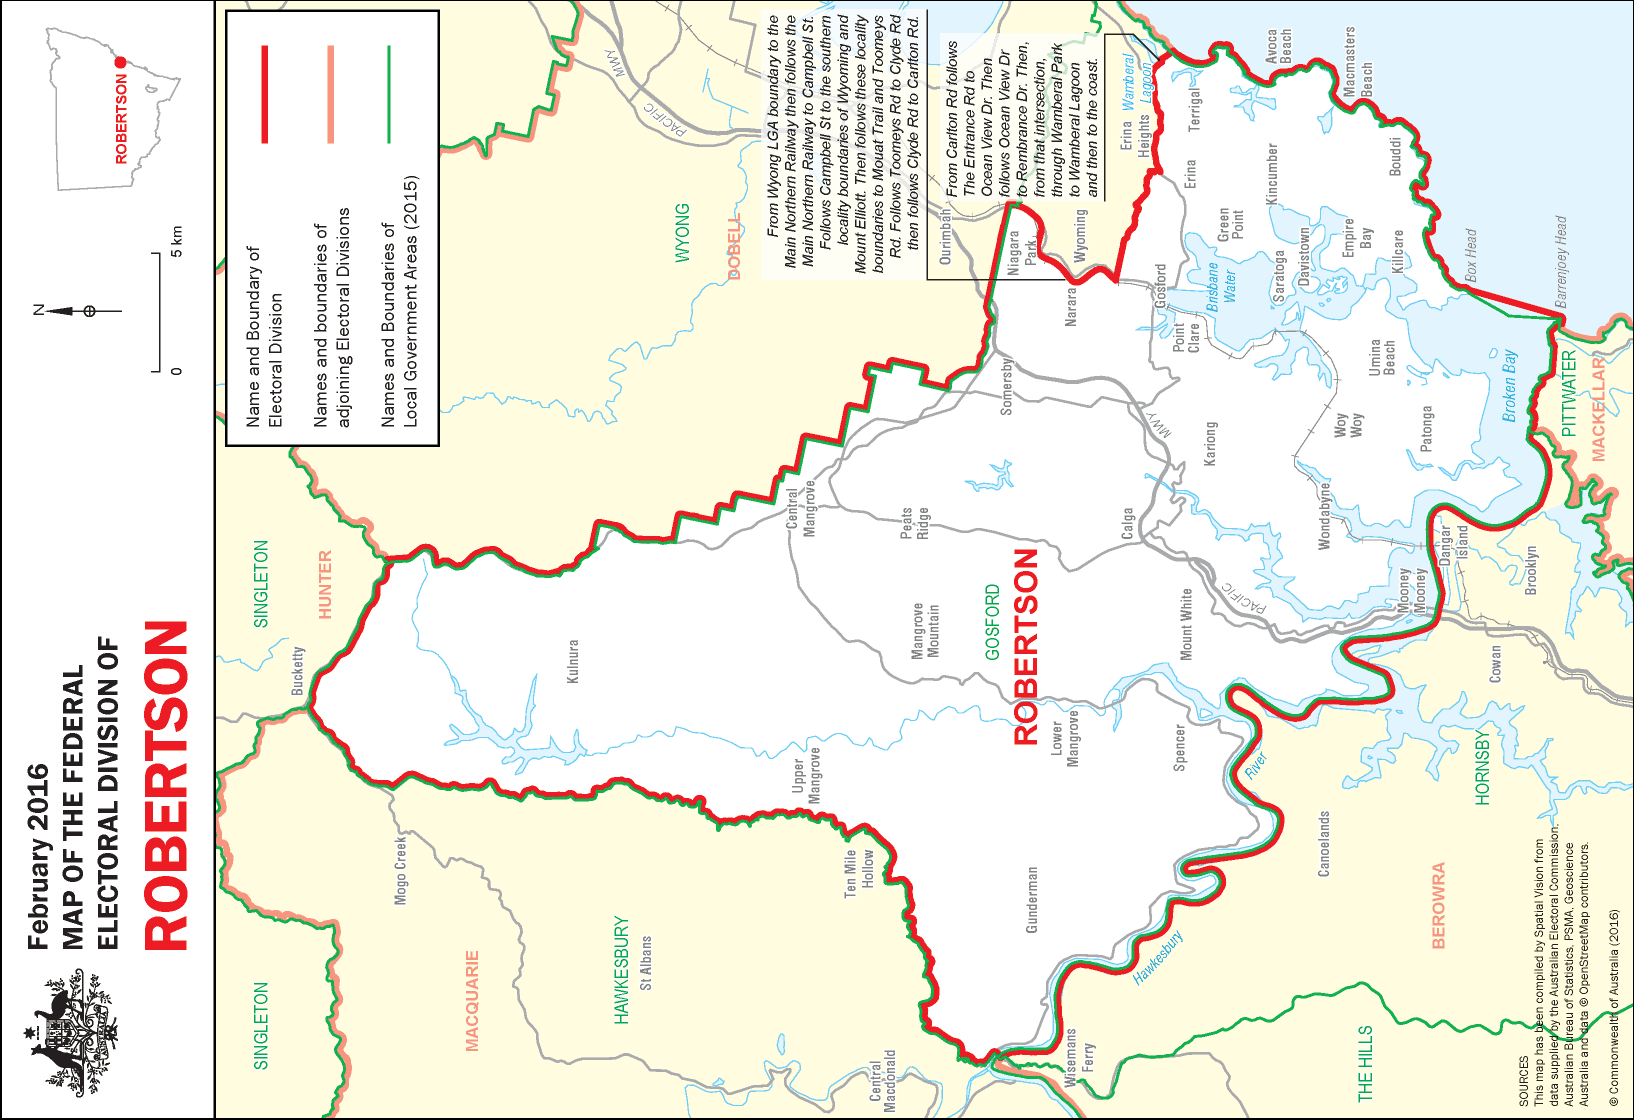 February 2016
MAP OF THE FEDERAL
ELECTORAL DIVISION OF
ROBERTSON
N
0
5 km
ROBERTSON
Name and Boundary of
Electoral Division
Names and boundaries of
adjoining Electoral Divisions
Names and Boundaries of
Local Government Areas (2015)
SINGLETON
SINGLETON
HUNTER
Bucketty
MACQUARIE
Mogo Creek
HAWKESBURY
St Albans
Kulnura
WYONG
DOBELL
MWY
PACIFIC
From Wyong LGA boundary to the
Main Northern Railway then follows the
Main Northern Railway to Campbell St.
Follows Campbell St to the southern
locality boundaries of Wyoming and
Mount Elliott. Then follows these locality
boundaries to Mouat Trail and Toomeys
Rd. Follows Toomeys Rd to Clyde Rd
then follows Clyde Rd to Carlton Rd.
From Carlton Rd follows
The Entrance Rd to
Ocean View Dr. Then
follows Ocean View Dr
to Rembrance Dr. Then,
from that intersection,
through Wamberal Park
to Wamberal Lagoon
and then to the coast.
Central
Mangrove
Upper
Mangrove
Ten Mile
Hollow
Central
Macdonald
Peats
Ridge
Mangrove
Mountain
Ourimbah
GOSFORD
ROBERTSON
Somersby
Niagara
Park
Wyoming
Narara
Gunderman
Lower
Mangrove
Wisemans
Ferry
Calga
Erina
Heights
Wamberal
Lagoon
MWY
Gosford
Point
Clare
Mount White
Spencer
Hawkesbury
River
Terrigal
Erina
Kariong
Brisbane
Water
Green
Point
PACIFIC
Kincumber
Avoca
Beach
Saratoga
Davistown
Wondabyne
Canoelands
Macmasters
Beach
Empire
Bay
Woy
Woy
THE HILLS
Umina
Beach
Bouddi
Killcare
Mooney
Mooney
Patonga
Dangar
Island
BEROWRA
Box Head
HORNSBY
Cowan
Broken Bay
Brooklyn
Barrenjoey Head
PITTWATER
MACKELLAR
SOURCES
This map has been compiled by Spatial Vision from
data supplied by the Australian Electoral Commission,
Australian Bureau of Statistics, PSMA, Geoscience
Australia and data © OpenStreetMap contributors.
© Commonwealth of Australia (2016)